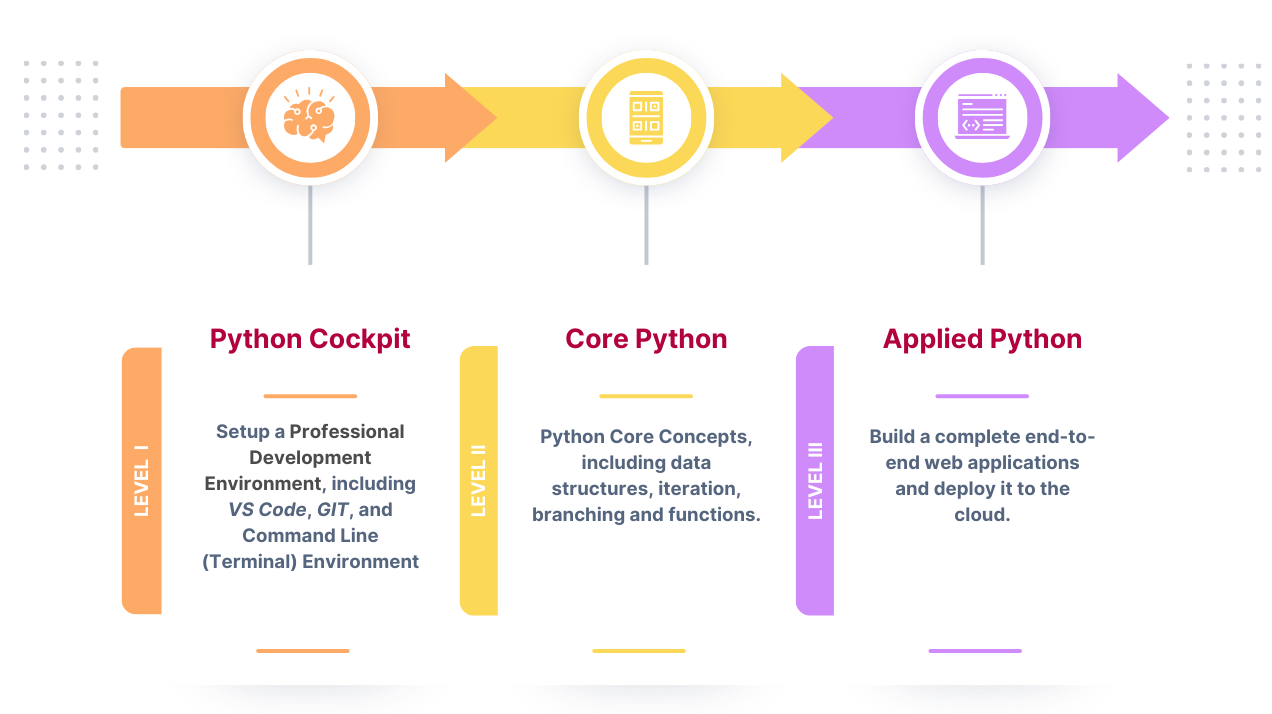 Python Cockpit
LEVEL I
Setup a Professional
Development
Environment, including
VS Code, GIT, and
Command Line
(Terminal) Environment
Core Python
LEVEL II
Python Core Concepts,
including data
structures, iteration,
branching and functions.
Applied Python
LEVEL III
Build a complete end-to-
end web applications
and deploy it to the
cloud.